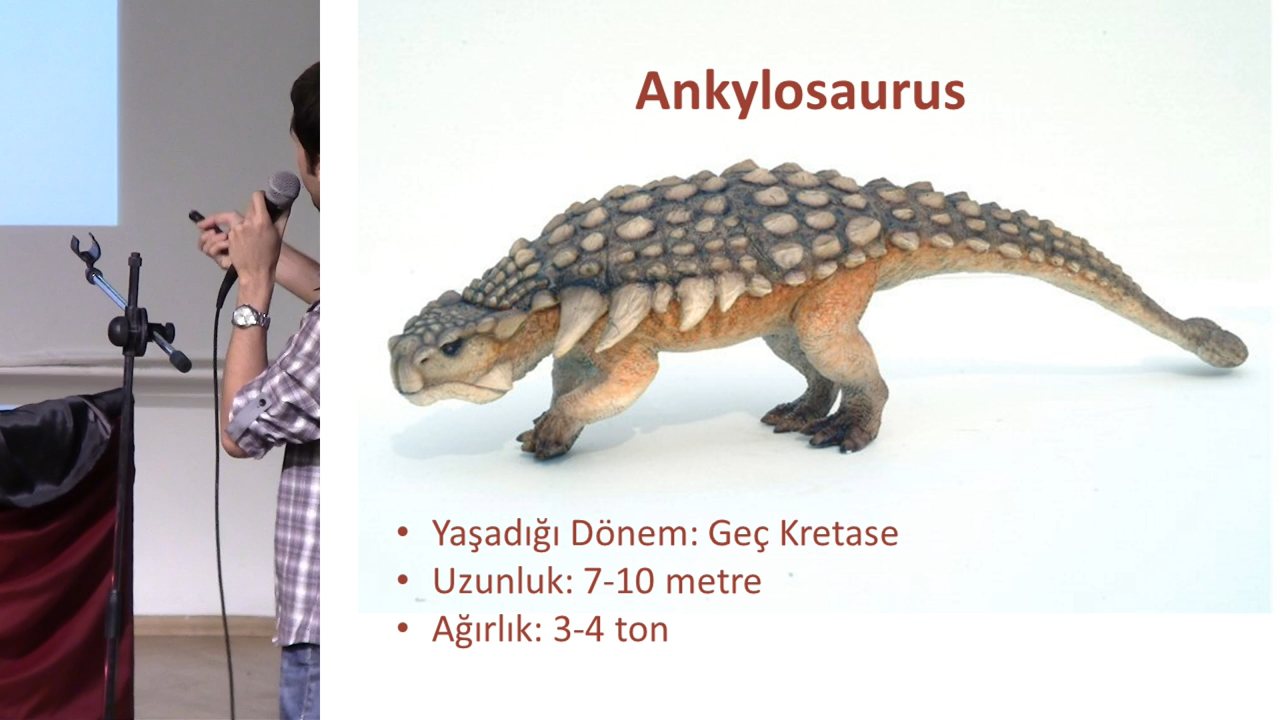 Ankylosaurus
• Yaşadığı Dönem: Geç Kretase
• Uzunluk: 7-10 metre
• Ağırlık: 3-4 ton